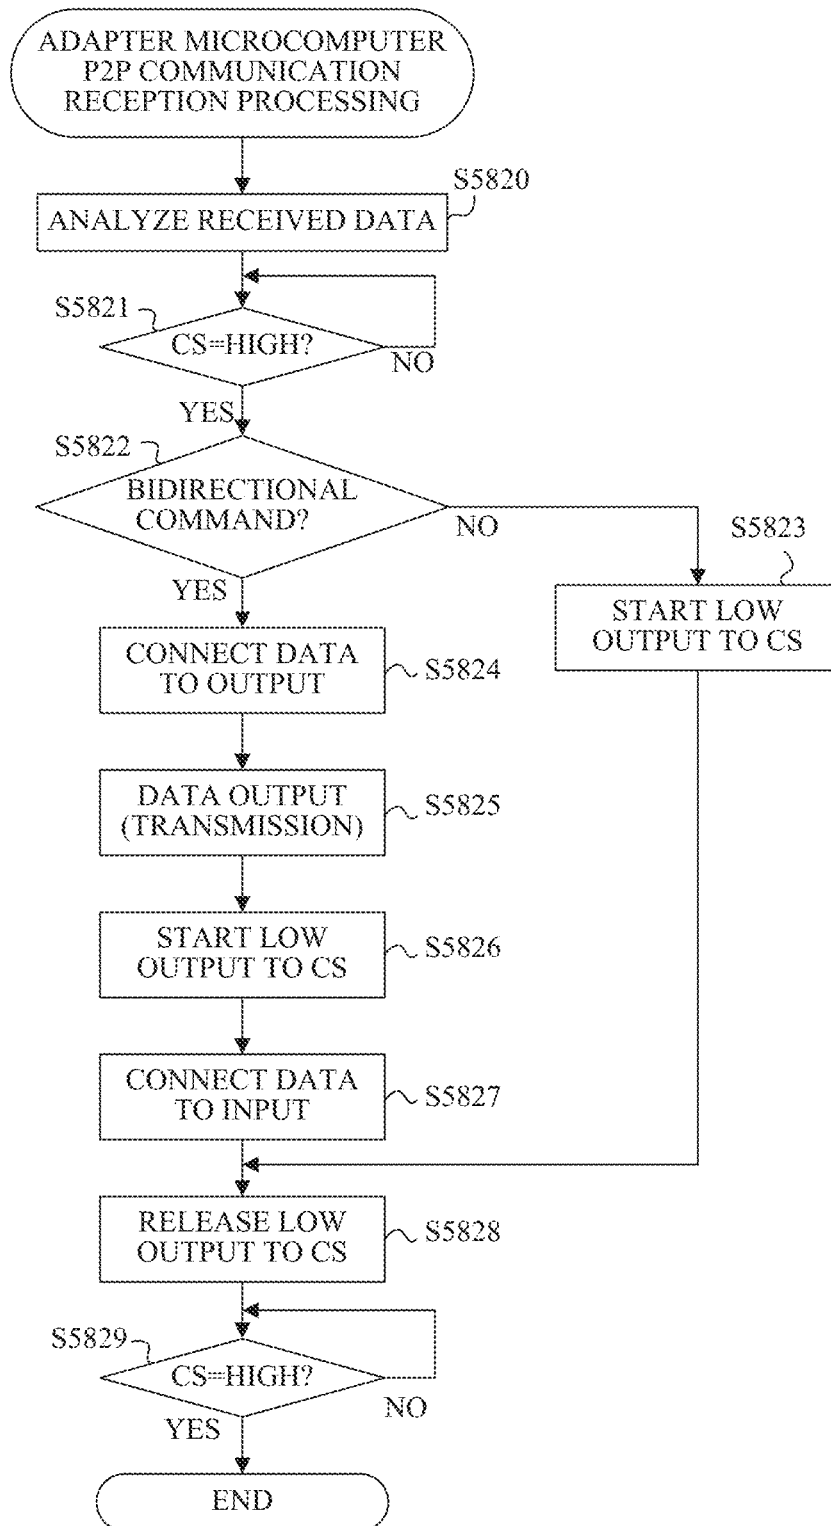 ADAPTER MICROCOMPUTER
P2P COMMUNICATION
RECEPTION PROCESSING
S5820
ANALYZE RECEIVED DATA
S5821
CS=HIGH?
NO
YES
S5822
BIDIRECTIONAL
COMMAND?
NO
YES
S5823
START LOW
OUTPUT TO CS
CONNECT DATA
TO OUTPUT
S5824
DATA OUTPUT
(TRANSMISSION)
S5825
START LOW
OUTPUT TO CS
S5826
CONNECT DATA
TO INPUT
S5827
RELEASE LOW
OUTPUT TO CS
S5828
S5829
CS=HIGH?
NO
YES
END